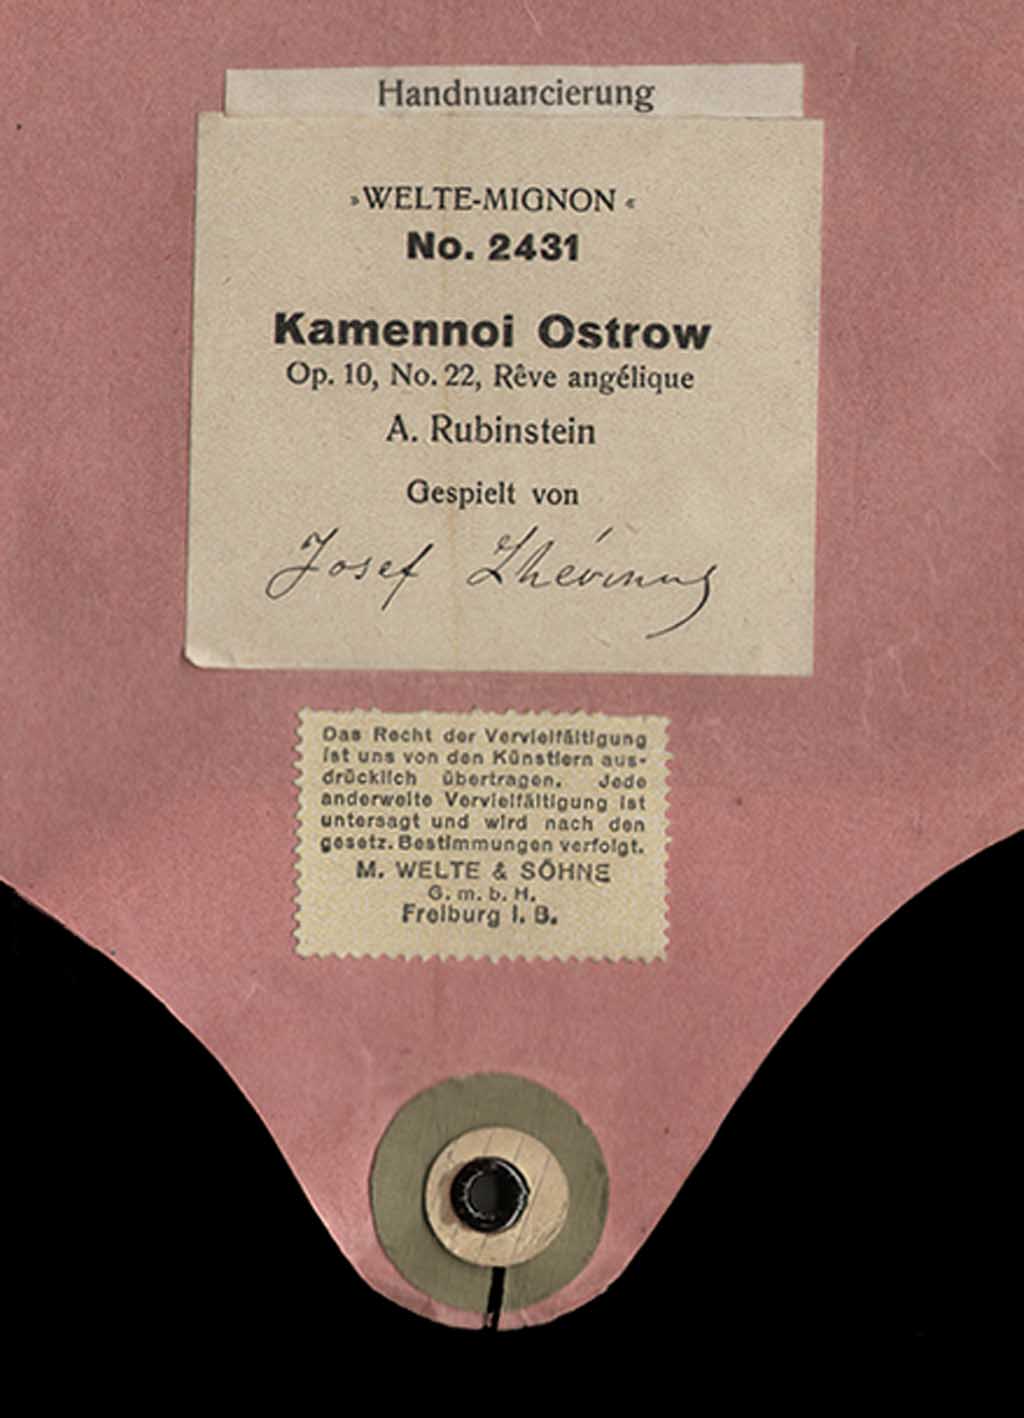 Handnuancierung
»WELTE-MIGNON«
No. 2431
Kamennoi Ostrow
Op. 10, No. 22, Rêve angélique
A. Rubinstein
Gespielt von
Josef Lhévinne
Das Recht der Vervielfältigung
ist uns von den Künstlern aus-
drücklich übertragen. Jede
anderweite Vervielfältigung ist
untersagt und wird nach den
gesetz. Bestimmungen verfolgt.
M. WELTE & SÖHNE
G. m. b. H.
Freiburg i. B.